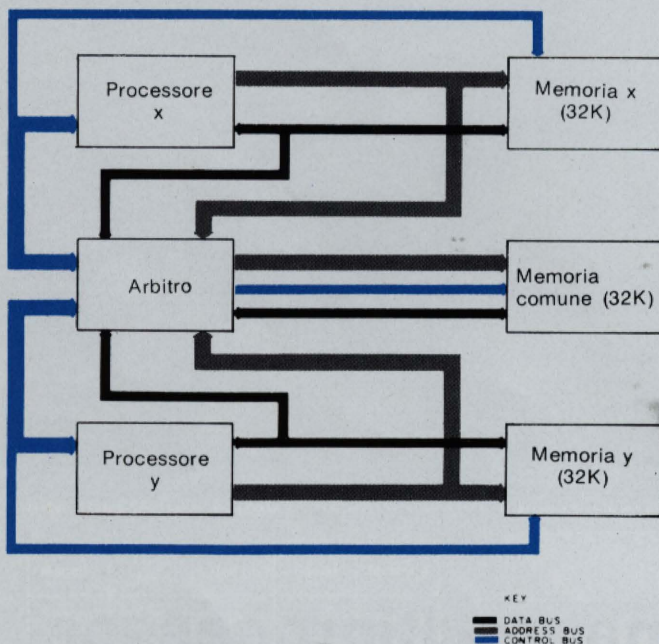 Processore
x
Memoria x
(32K)
Arbitro
Memoria
comune (32K)
Processore
y
Memoria y
(32K)
KEY
DATA BUS
ADDRESS BUS
CONTROL BUS